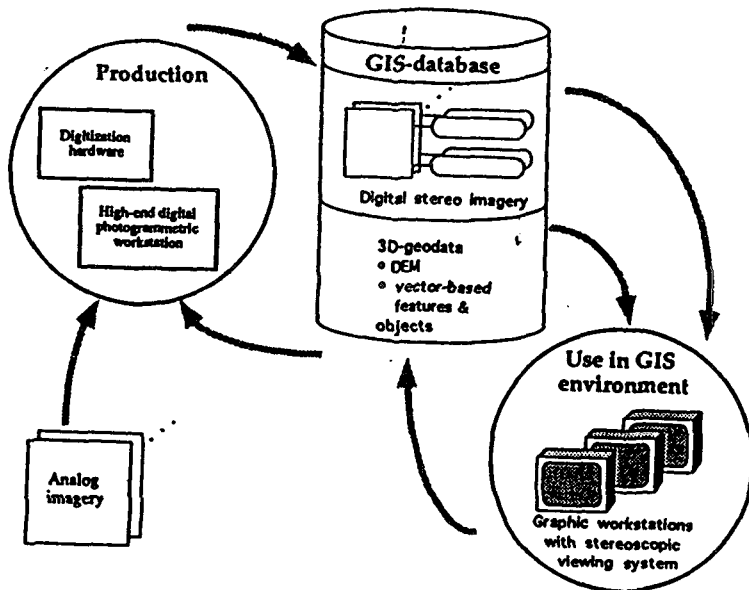 Production
Digitization
hardware
High-end digital
photogrammetric
workstation
GIS-database
Digital stereo imagery
3D-geodata
DEM
vector-based
features &
objects
Analog
imagery
Use in GIS
environment
Graphic workstations
with stereoscopic
viewing system